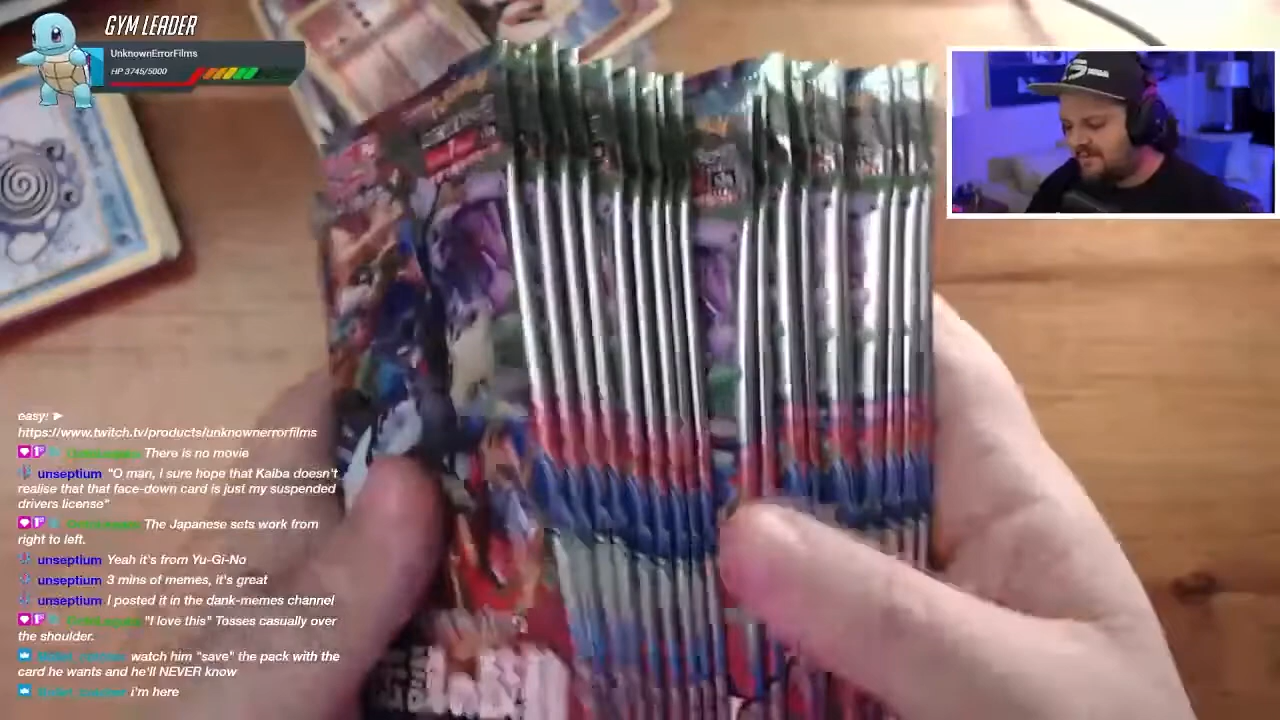 GYM LEADER
UnknownErrorFilms
HP 3745/5000
easy! ►
https://www.twitch.tv/products/unknownerrorfilms
There is no movie
unseptium "O man, I sure hope that Kaiba doesn't
realise that that face-down card is just my suspended
drivers license"
The Japanese sets work from
right to left.
unseptium Yeah it's from Yu-Gi-No
unseptium 3 mins of memes, it's great
unseptium I posted it in the dank-memes channel
"I love this" Tosses casually over
the shoulder.
watch him "save" the pack with the
card he wants and he'll NEVER know
i'm here